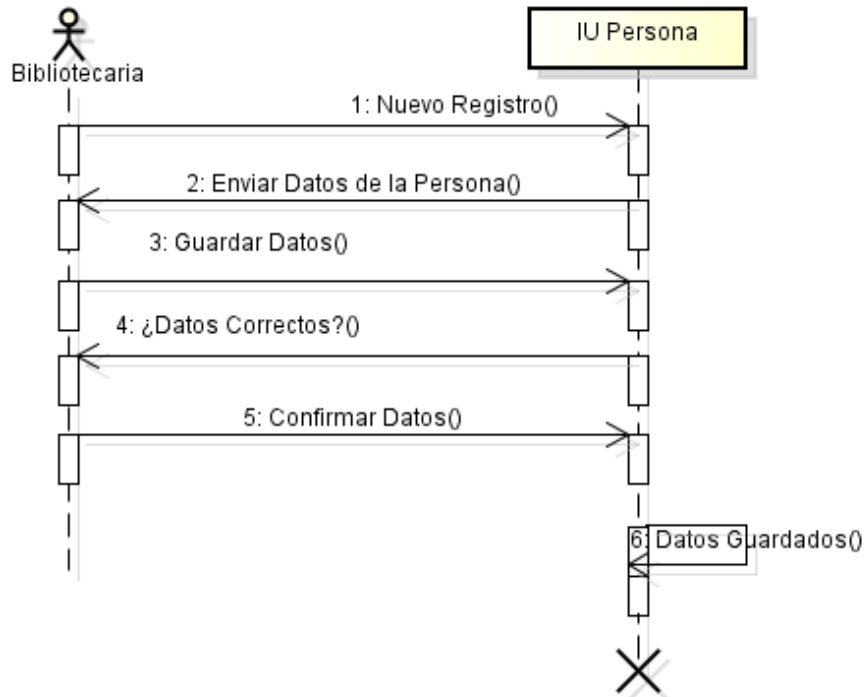 IU Persona
Bibliotecaria
1: Nuevo Registro()
2: Enviar Datos de la Persona()
3: Guardar Datos()
4: ¿Datos Correctos?()
5: Confirmar Datos()
6: Datos Guardados()